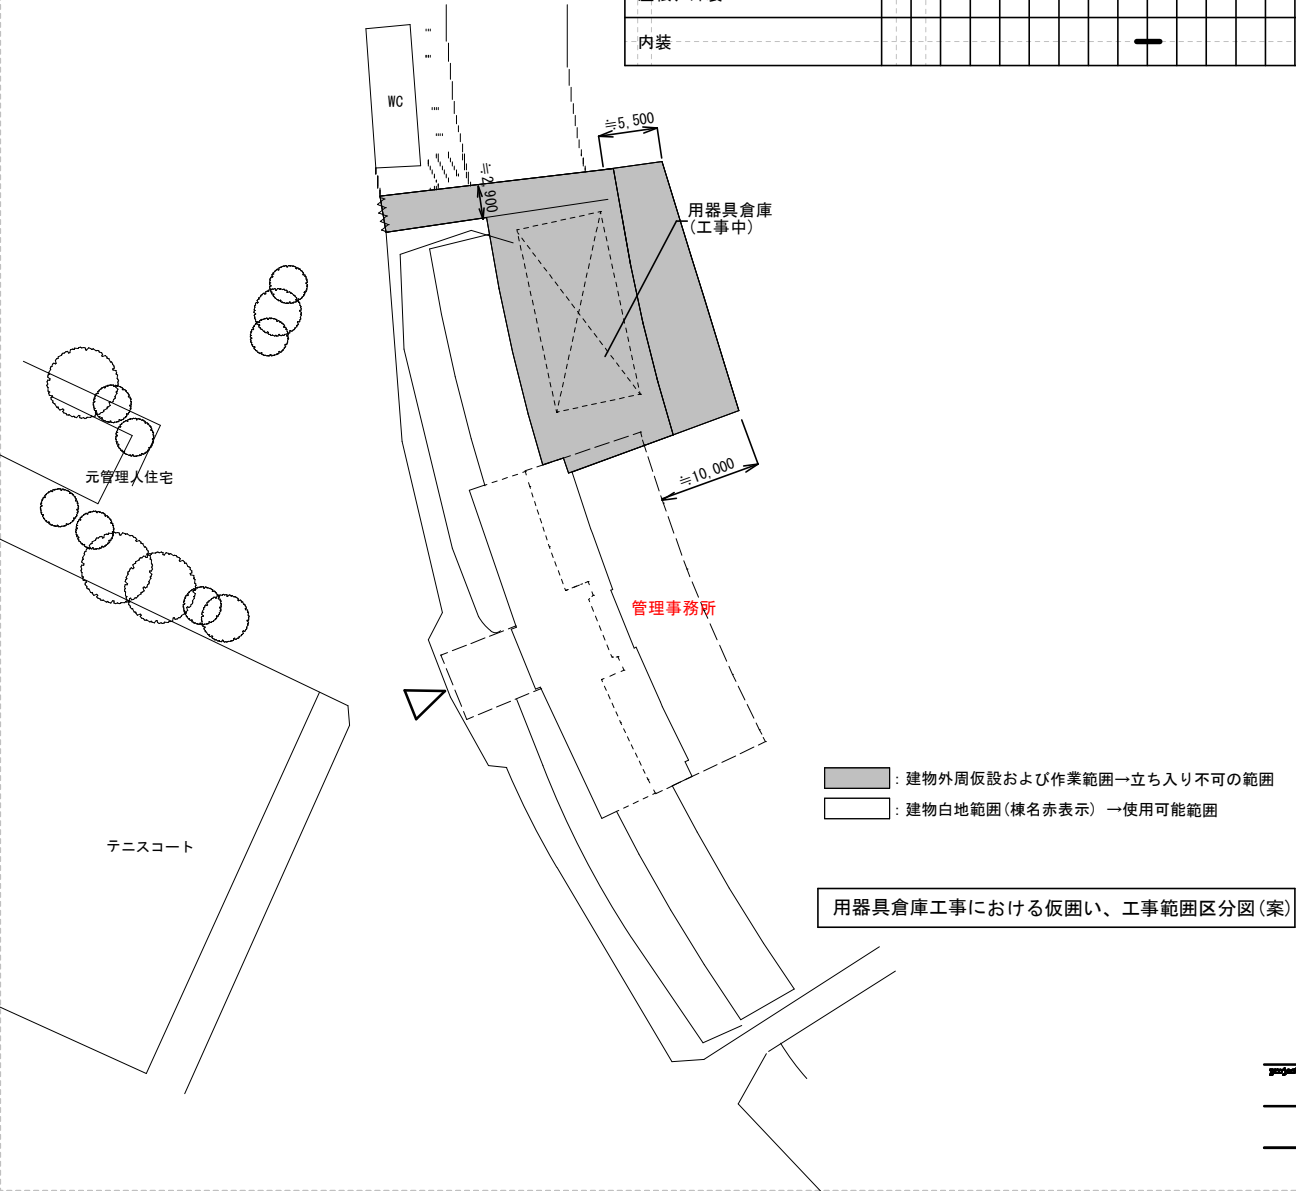 内装
WC
≒5,500
≒2,900
用器具倉庫
(工事中)
元管理人住宅
≒10,000
管理事務所
：建物外周仮設および作業範囲→立ち入り不可の範囲
：建物白地範囲(棟名赤表示) →使用可能範囲
テニスコート
用器具倉庫工事における仮囲い、工事範囲区分図(案)